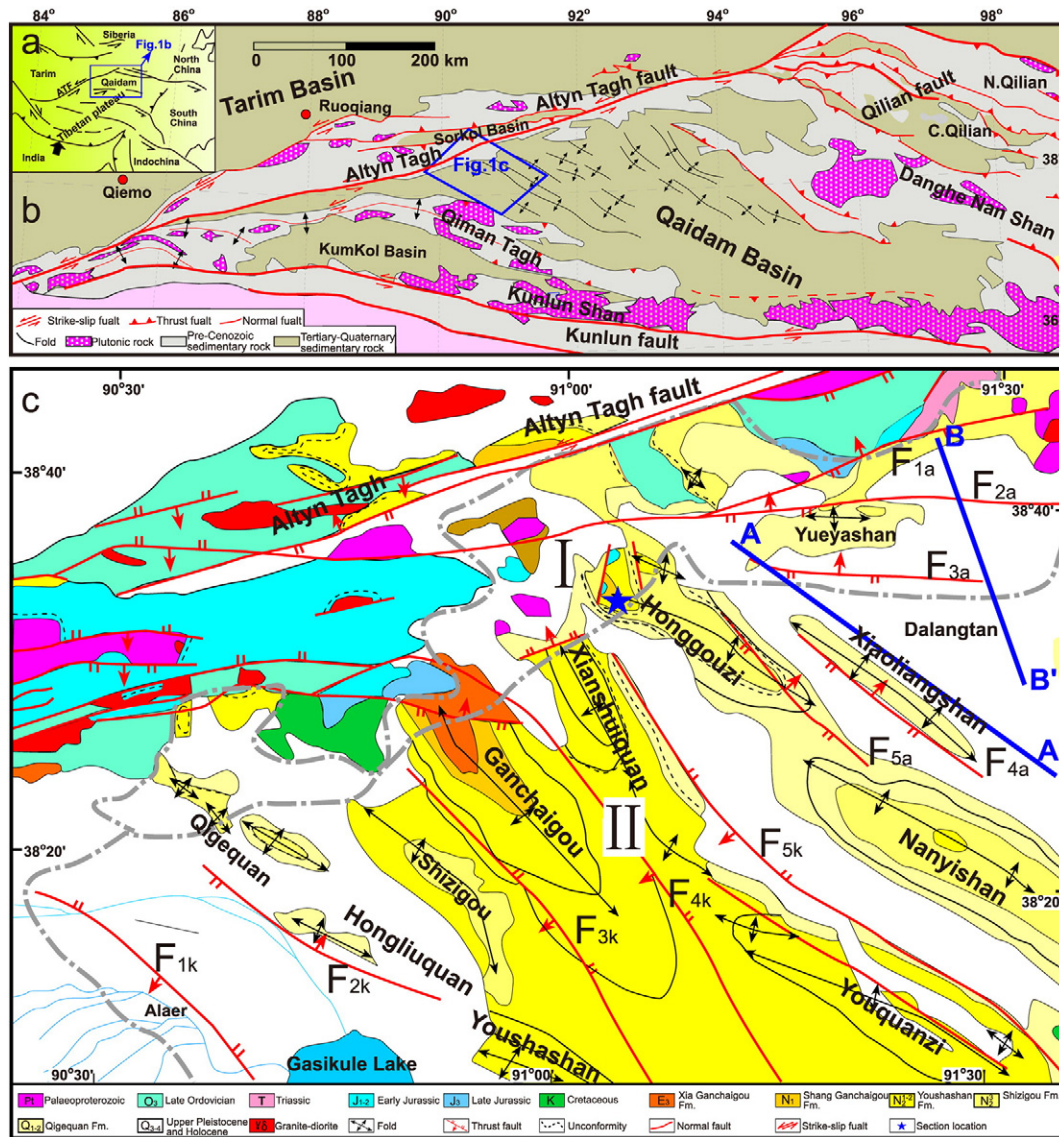 84°
86°
88°
90°
92°
94°
96°
98°
a
Siberia
Fig.1b
Tarim
North
China
ATF
Qaidam
Tibetan plateau
South
China
India
Indochina
0
100
200 km
Tarim Basin
Ruoqiang
Altyn Tagh fault
Qilian fault
N.Qilian
C.Qilian
Sorkol Basin
Altyn Tagh
Fig.1c
38°
Qiemo
Danghe Nan Shan
b
Qaidam Basin
Qiman Tagh
KumKol Basin
Kunlun Shan
Kunlun fault
36
Strike-slip fualt
Thrust fualt
Normal fualt
Fold
Plutonic rock
Pre-Cenozoic
sedimentary rock
Tertiary-Quaternary
sedimentary rock
c
90°30'
91°00'
91°30'
Altyn Tagh fault
38°40'
Altyn Tagh
B
F1a
F2a
38°40'
A
Yueyashan
F3a
I
Honggouzi
Dalangtan
Xiaoliangshan
B'
Xianshuiquan
F5a
F4a
A
Ganchaigou
II
Qigequan
38°20'
Shizigou
F5k
Nanyishan
38°20'
F4k
F3k
Hongliuquan
F1k
F2k
Alaer
Youquanzi
Youshashan
Gasikule Lake
90°30'
91°00'
91°30'
Pt Palaeoproterozoic
O3 Late Ordovician
T Triassic
J1-2 Early Jurassic
J3 Late Jurassic
K Cretaceous
E3 Xia Ganchaigou
Fm.
N1 Shang Ganchaigou
Fm.
N2 1-2 Youshashan
Fm.
N2 3 Shizigou Fm.
Q1-2 Qigequan Fm.
Q3-4 Upper Pleistocene
and Holocene
γδ Granite-diorite
Fold
Thrust fault
Unconformity
Section location
Normal fault
Strike-slip fualt